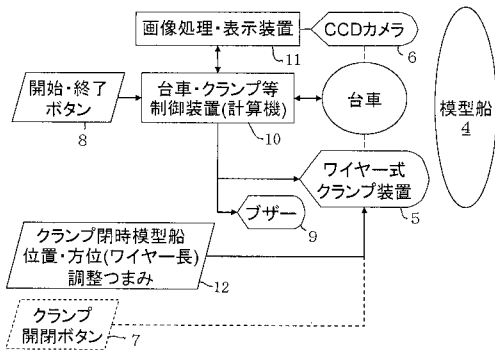 画像処理・表示装置
11
CCDカメラ
6
開始・終了
ボタン
8
台車・クランプ等
制御装置(計算機)
10
台車
模型船
4
ワイヤー式
クランプ装置
5
ブザー
9
クランプ閉時模型船
位置・方位(ワイヤー長)
調整つまみ
12
クランプ
開閉ボタン
7